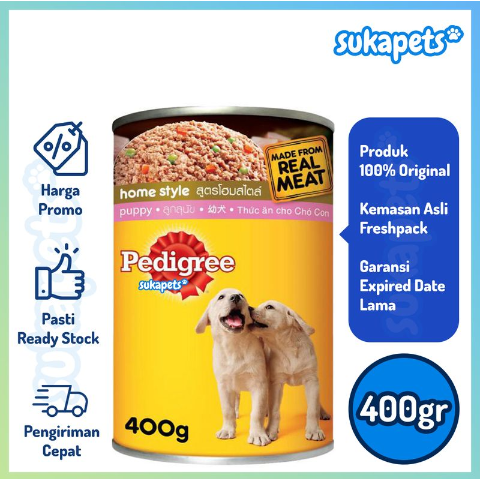 sukapets
Harga
Promo
Pasti
Ready Stock
Pengiriman
Cepat
MADE FROM
REAL
MEAT
home style สูตรโฮมสไตล์
puppy • ลูกสุนัข • 幼犬 • Thức ăn cho Chó Con
Pedigree
sukapets
400g
Produk
100% Original
Kemasan Asli
Freshpack
Garansi
Expired Date
Lama
400gr